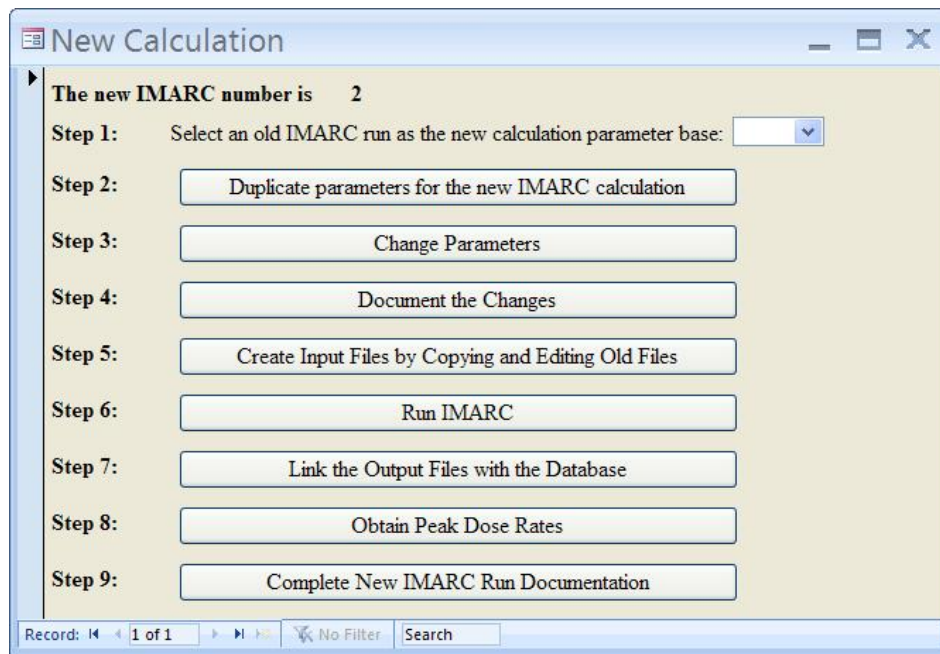 New Calculation
The new IMARC number is 2
Step 1: Select an old IMARC run as the new calculation parameter base:
Step 2: Duplicate parameters for the new IMARC calculation
Step 3: Change Parameters
Step 4: Document the Changes
Step 5: Create Input Files by Copying and Editing Old Files
Step 6: Run IMARC
Step 7: Link the Output Files with the Database
Step 8: Obtain Peak Dose Rates
Step 9: Complete New IMARC Run Documentation
Record: 1 of 1 No Filter Search